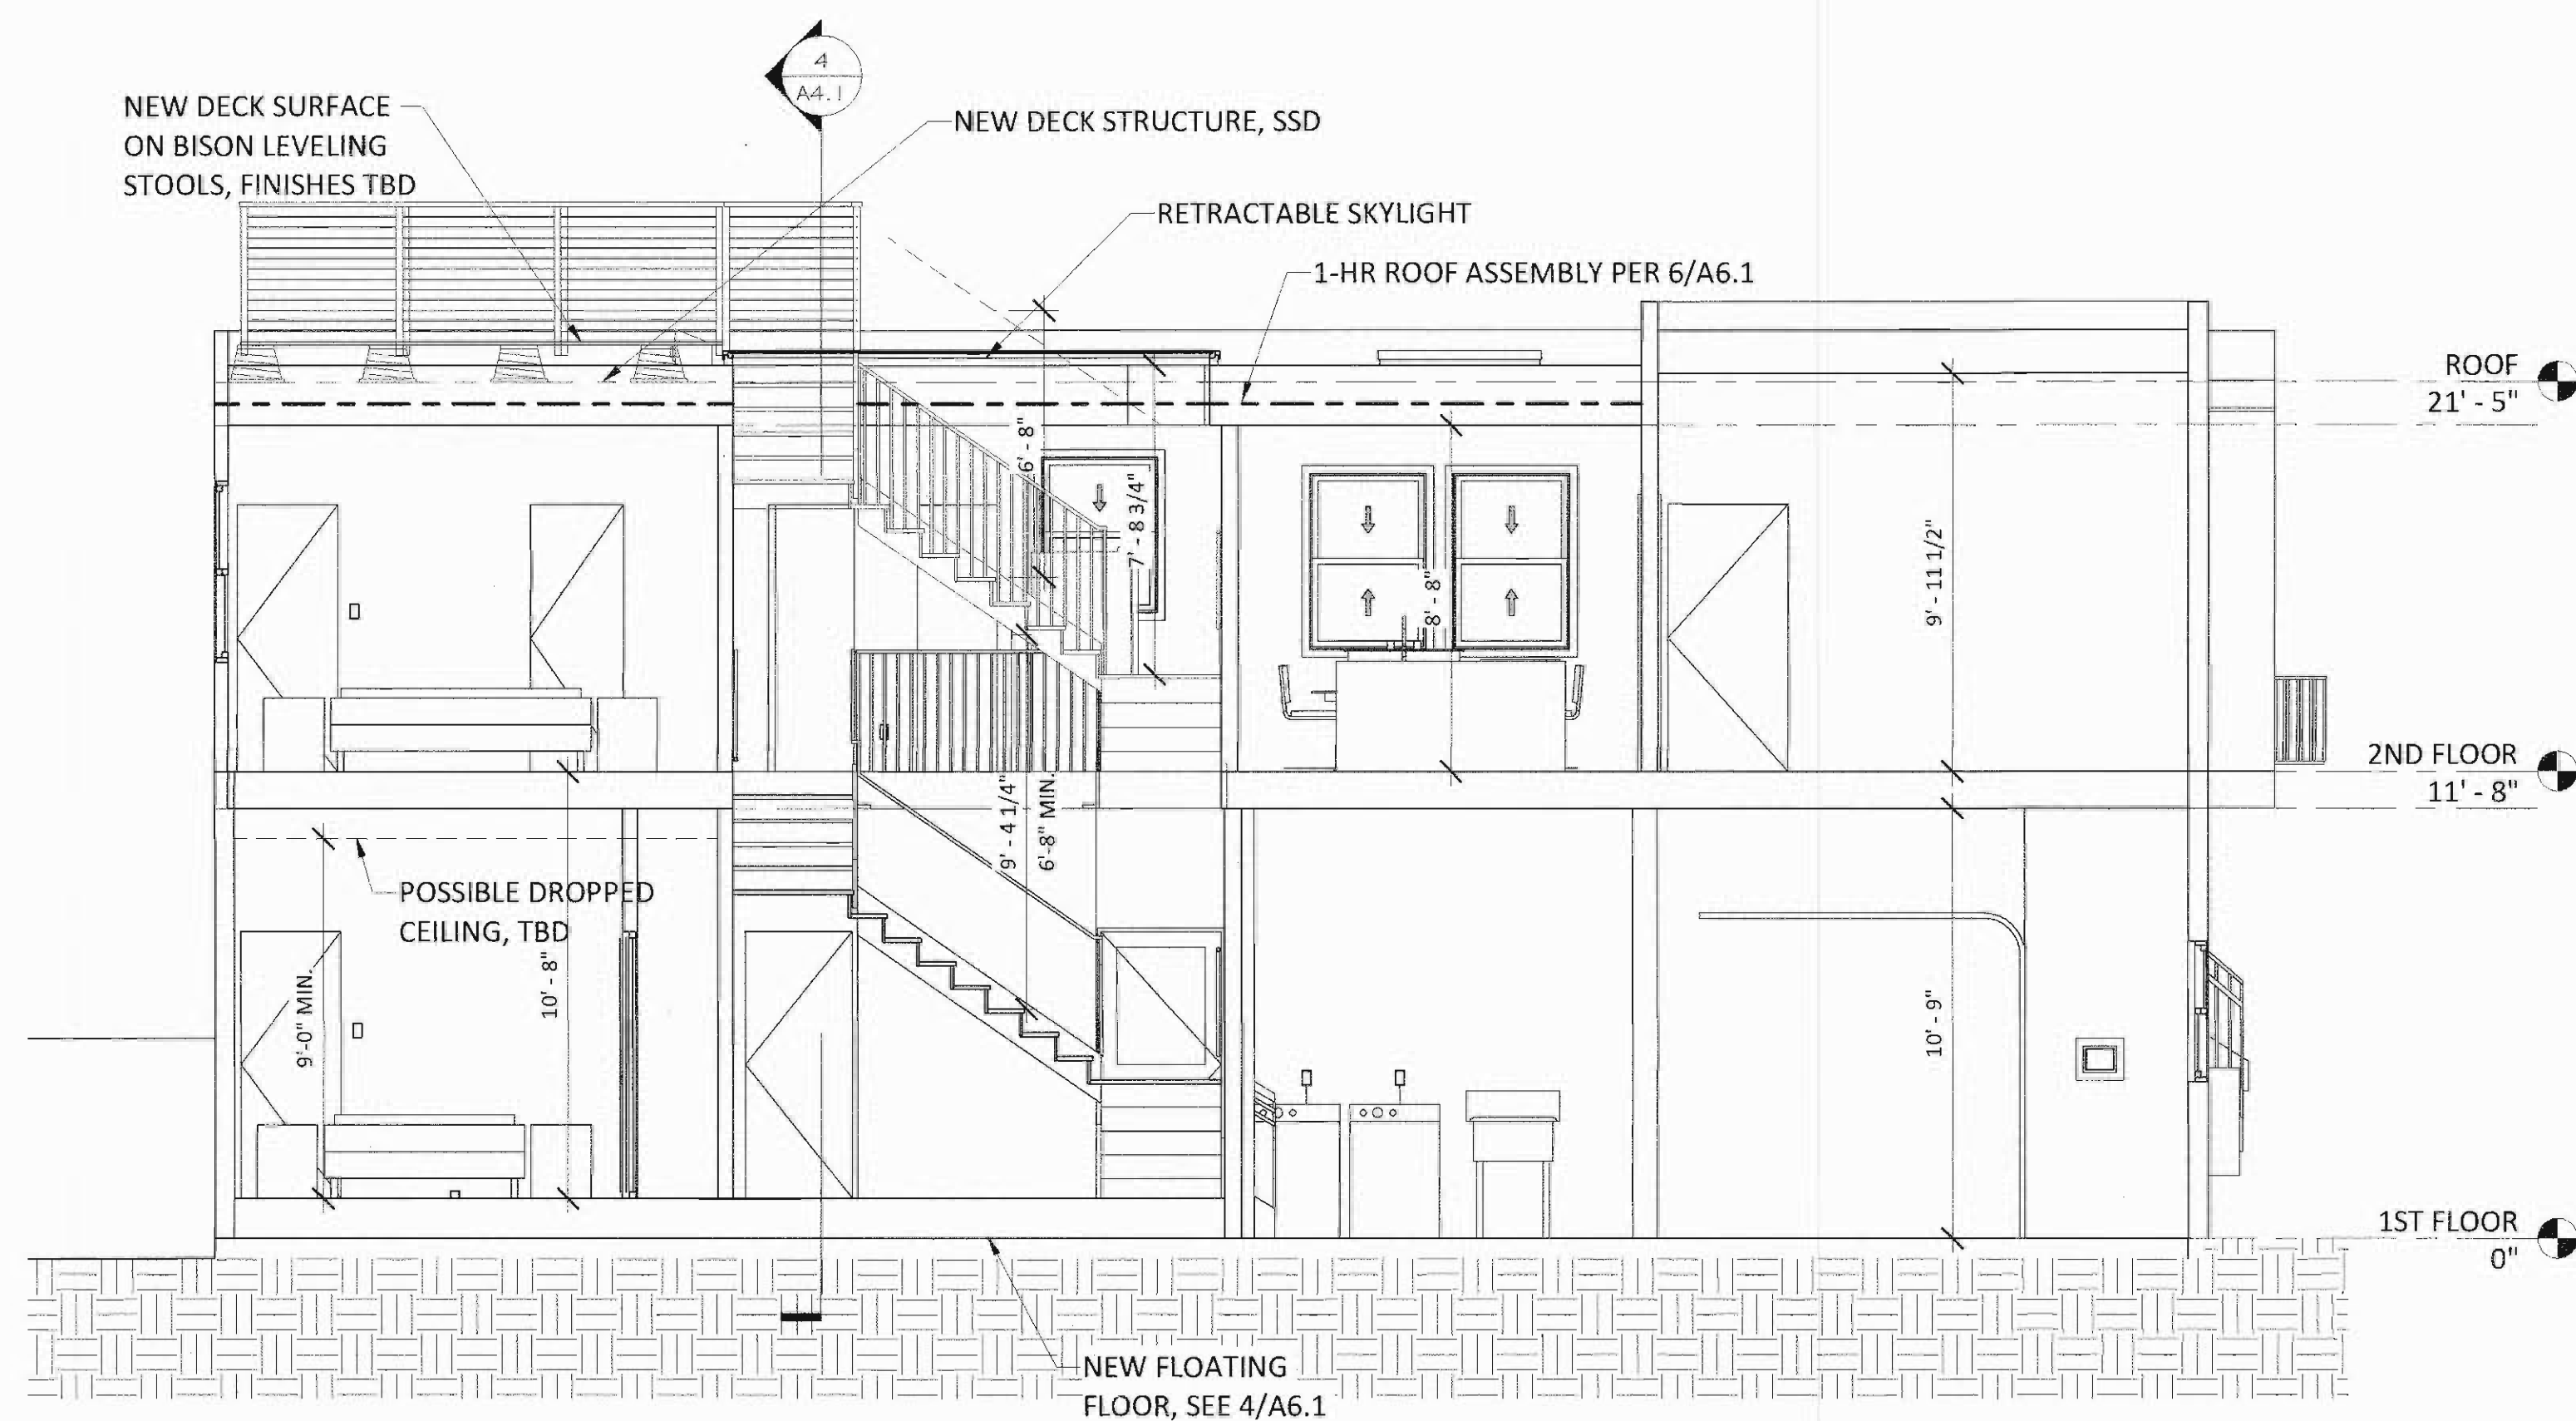 4
A4.1
NEW DECK SURFACE
ON BISON LEVELING
STOOLS, FINISHES TBD
NEW DECK STRUCTURE, SSD
RETRACTABLE SKYLIGHT
1-HR ROOF ASSEMBLY PER 6/A6.1
ROOF
21' - 5"
6' - 8"
7' - 8 3/4"
8' - 8"
9' - 11 1/2"
2ND FLOOR
11' - 8"
9' - 4 1/4"
6'-8" MIN.
POSSIBLE DROPPED
CEILING, TBD
9'-0" MIN.
10' - 8"
10' - 9"
1ST FLOOR
0"
NEW FLOATING
FLOOR, SEE 4/A6.1